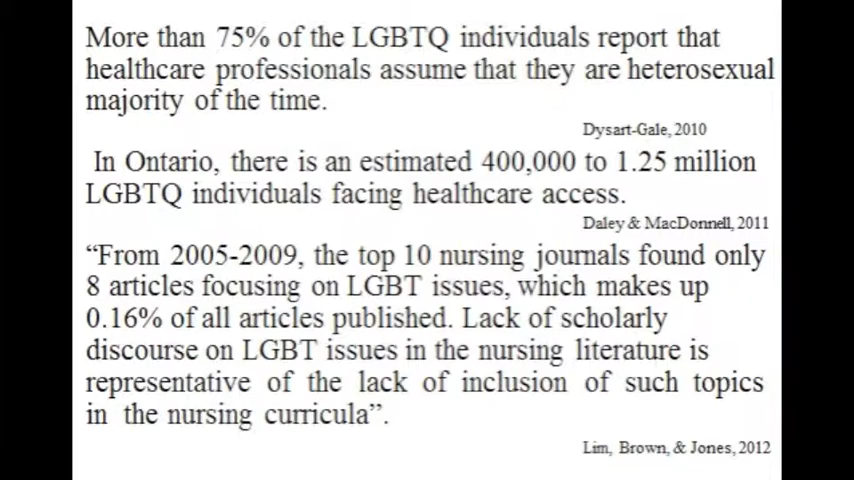 More than 75% of the LGBTQ individuals report that
healthcare professionals assume that they are heterosexual
majority of the time.
Dysart-Gale, 2010
In Ontario, there is an estimated 400,000 to 1.25 million
LGBTQ individuals facing healthcare access.
Daley & MacDonnell, 2011
“From 2005-2009, the top 10 nursing journals found only
8 articles focusing on LGBT issues, which makes up
0.16% of all articles published. Lack of scholarly
discourse on LGBT issues in the nursing literature is
representative of the lack of inclusion of such topics
in the nursing curricula”.
Lim, Brown, & Jones, 2012